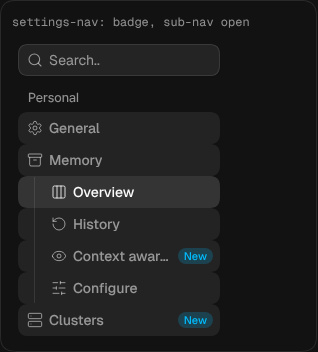 settings-nav: badge, sub-nav open
Search..
Personal
General
Memory
Overview
History
Context awar... New
Configure
Clusters New